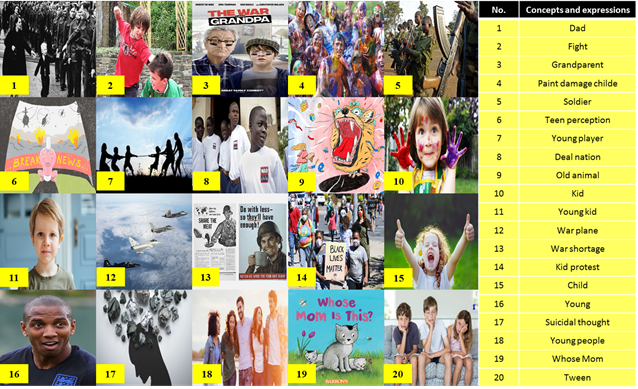 1
2
THE WAR
WITH
GRANDPA
3
4
5
BREAK NEWS
6
7
8
9
10
11
12
SHARE THE
MEAT
Do with less-
so they'll have
enough!
13
BLACK
LIVES
MATTER
14
15
16
17
18
Whose
Mom Is This?
BARRON'S
19
20
No. Concepts and expressions
1 Dad
2 Fight
3 Grandparent
4 Paint damage childe
5 Soldier
6 Teen perception
7 Young player
8 Deal nation
9 Old animal
10 Kid
11 Young kid
12 War plane
13 War shortage
14 Kid protest
15 Child
16 Young
17 Suicidal thought
18 Young people
19 Whose Mom
20 Tween